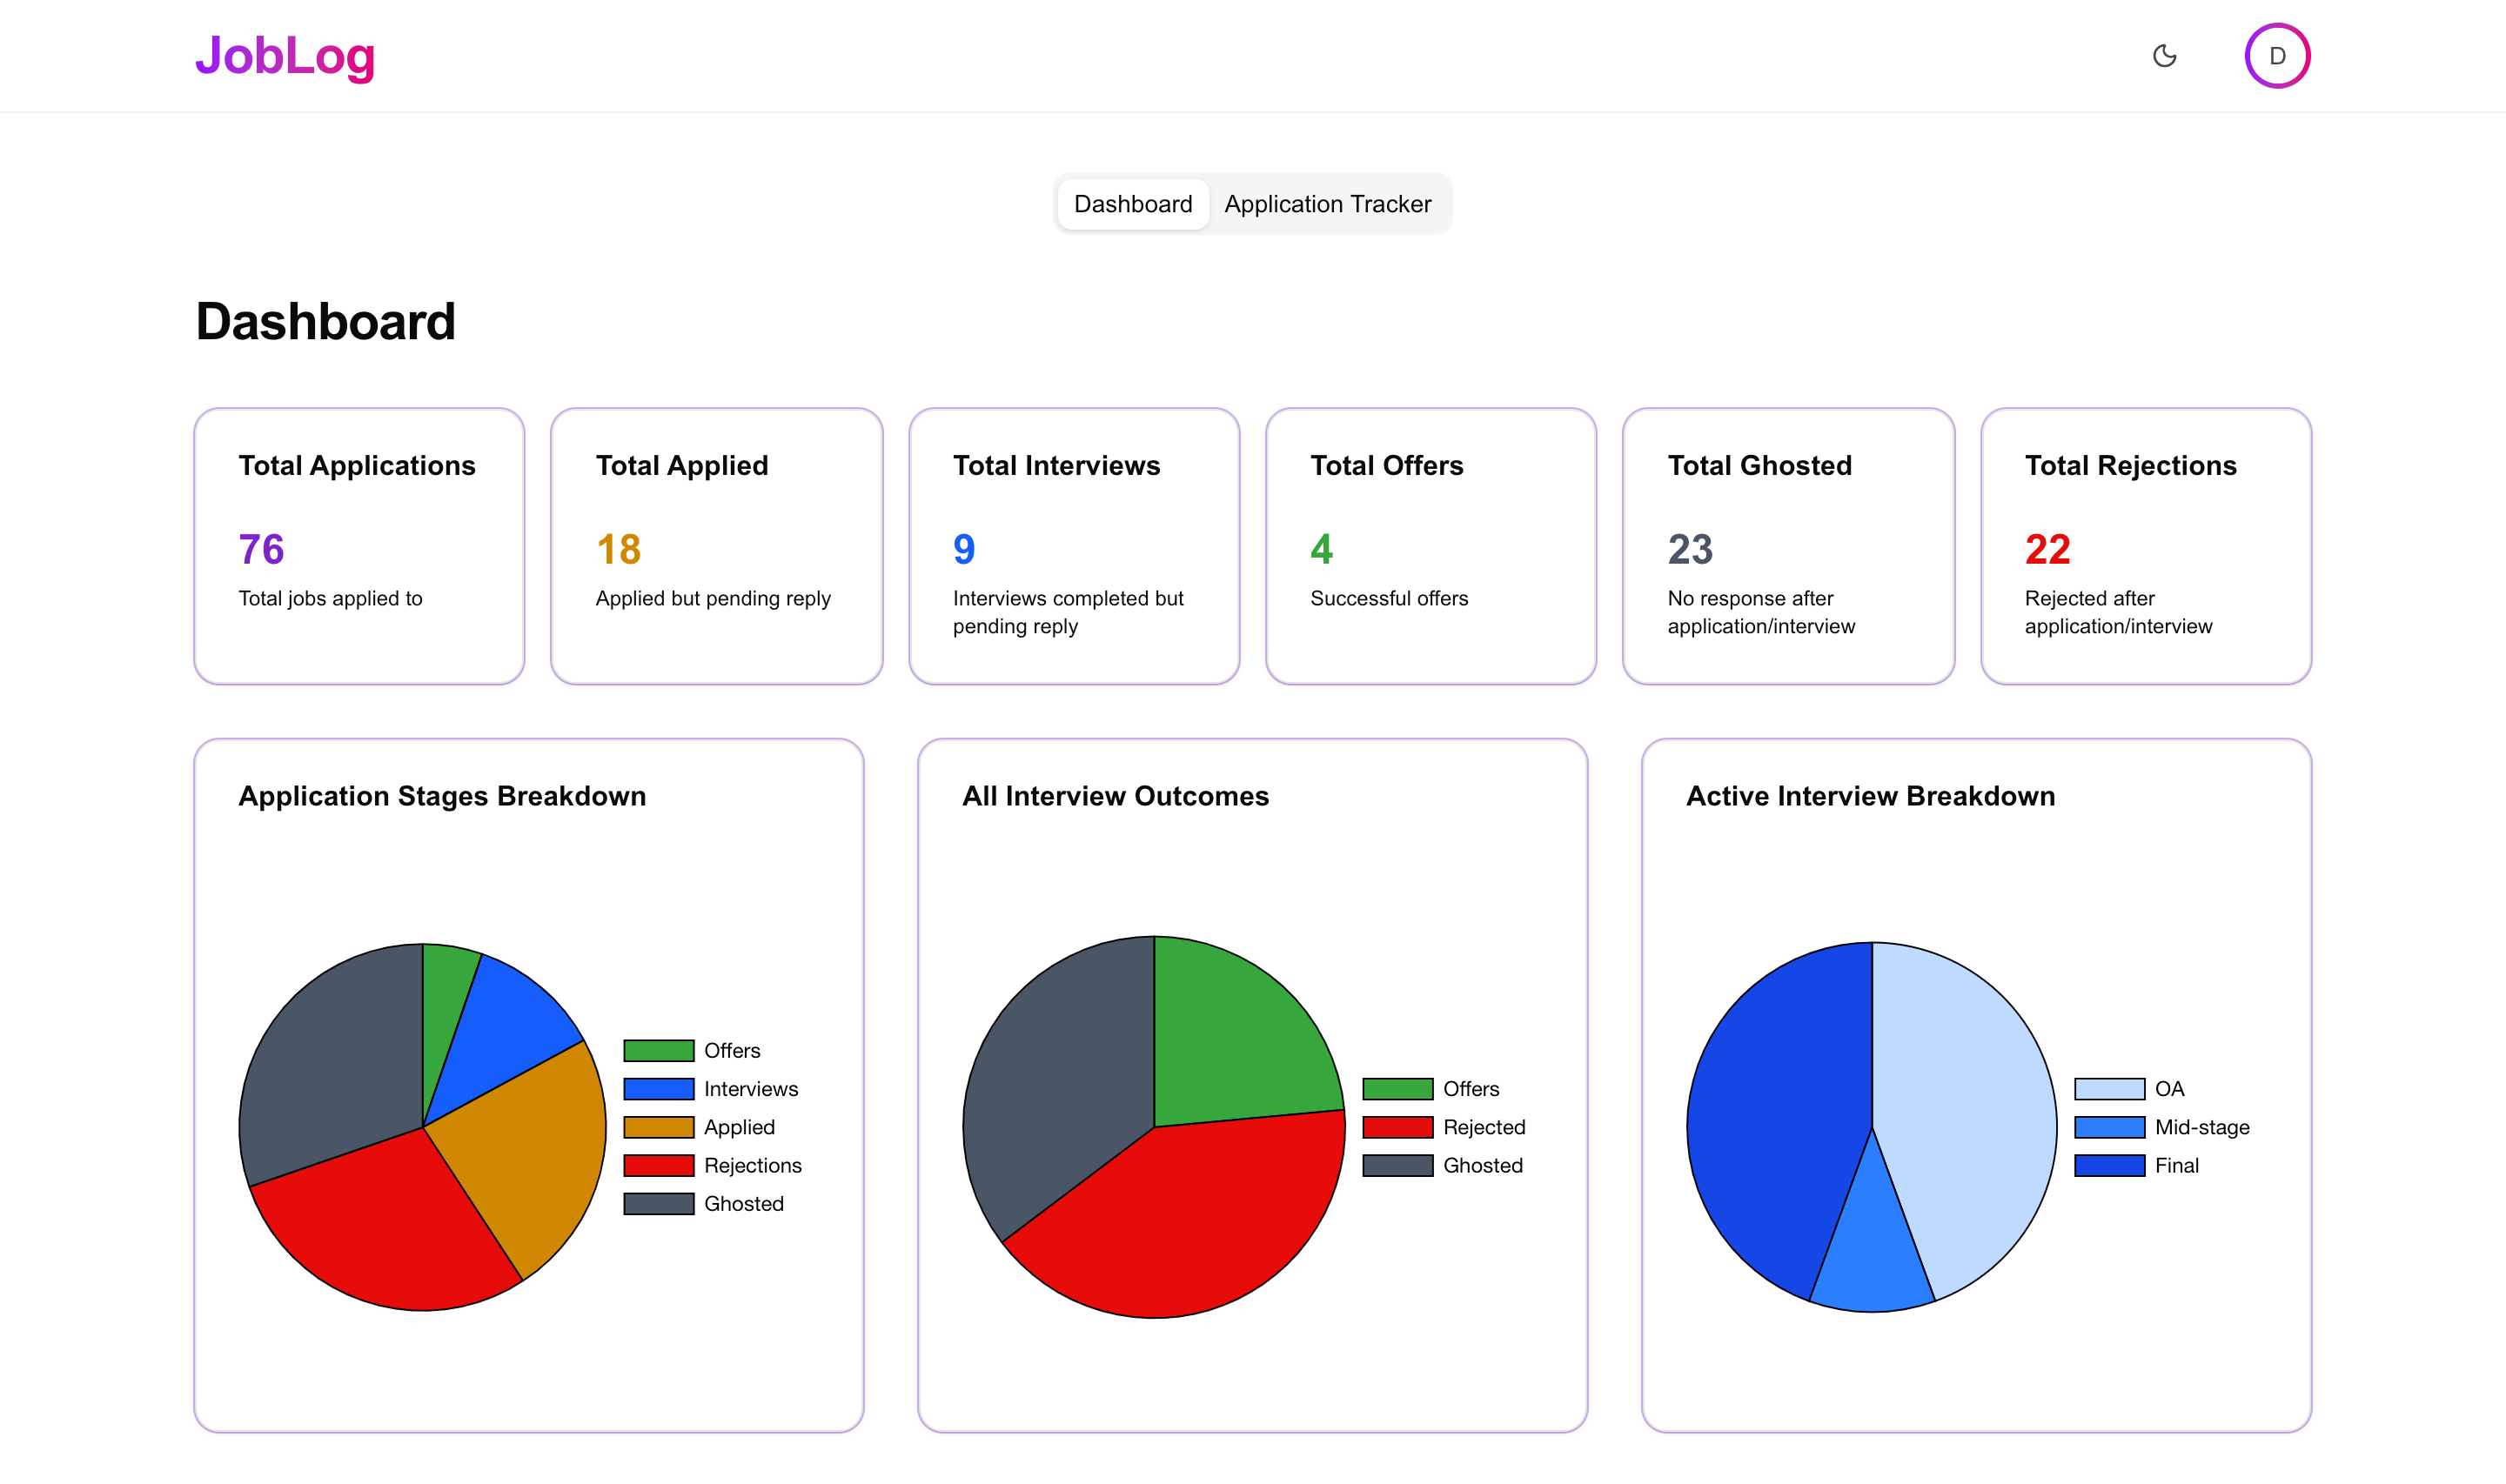 JobLog
D
Dashboard
Application Tracker
Dashboard
Total Applications
76
Total jobs applied to
Total Applied
18
Applied but pending reply
Total Interviews
9
Interviews completed but
pending reply
Total Offers
4
Successful offers
Total Ghosted
23
No response after
application/interview
Total Rejections
22
Rejected after
application/interview
Application Stages Breakdown
Offers
Interviews
Applied
Rejections
Ghosted
All Interview Outcomes
Offers
Rejected
Ghosted
Active Interview Breakdown
OA
Mid-stage
Final